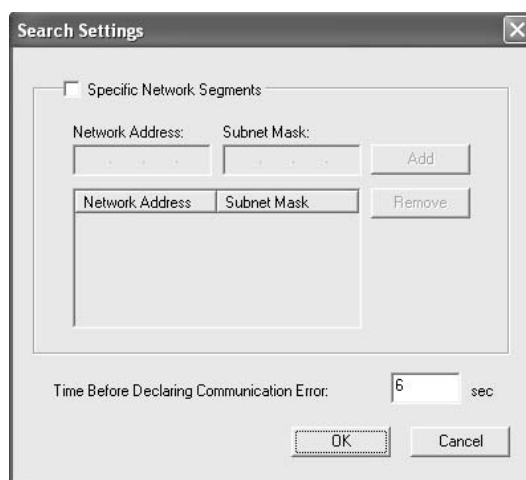 Search Settings
Specific Network Segments
Network Address: Subnet Mask:
Add
Network Address Subnet Mask
Remove
Time Before Declaring Communication Error: 6 sec
OK Cancel